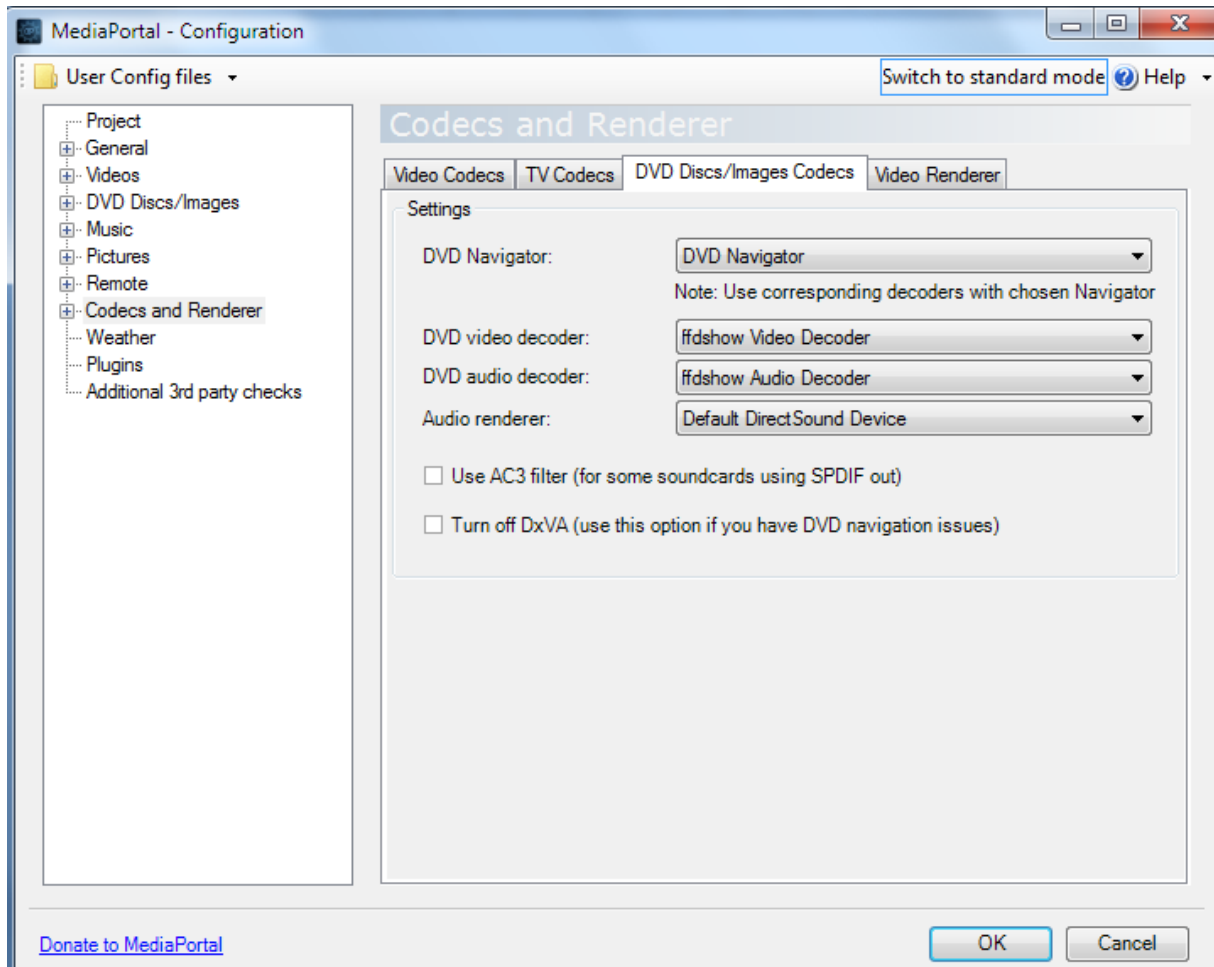 MediaPortal - Configuration
User Config files
Switch to standard mode
Help
Project
General
Videos
DVD Discs/Images
Music
Pictures
Remote
Codecs and Renderer
Weather
Plugins
Additional 3rd party checks
Codecs and Renderer
Video Codecs
TV Codecs
DVD Discs/Images Codecs
Video Renderer
Settings
DVD Navigator:
DVD Navigator
Note: Use corresponding decoders with chosen Navigator
DVD video decoder:
ffdshow Video Decoder
DVD audio decoder:
ffdshow Audio Decoder
Audio renderer:
Default DirectSound Device
Use AC3 filter (for some soundcards using SPDIF out)
Turn off DxVA (use this option if you have DVD navigation issues)
Donate to MediaPortal
OK
Cancel